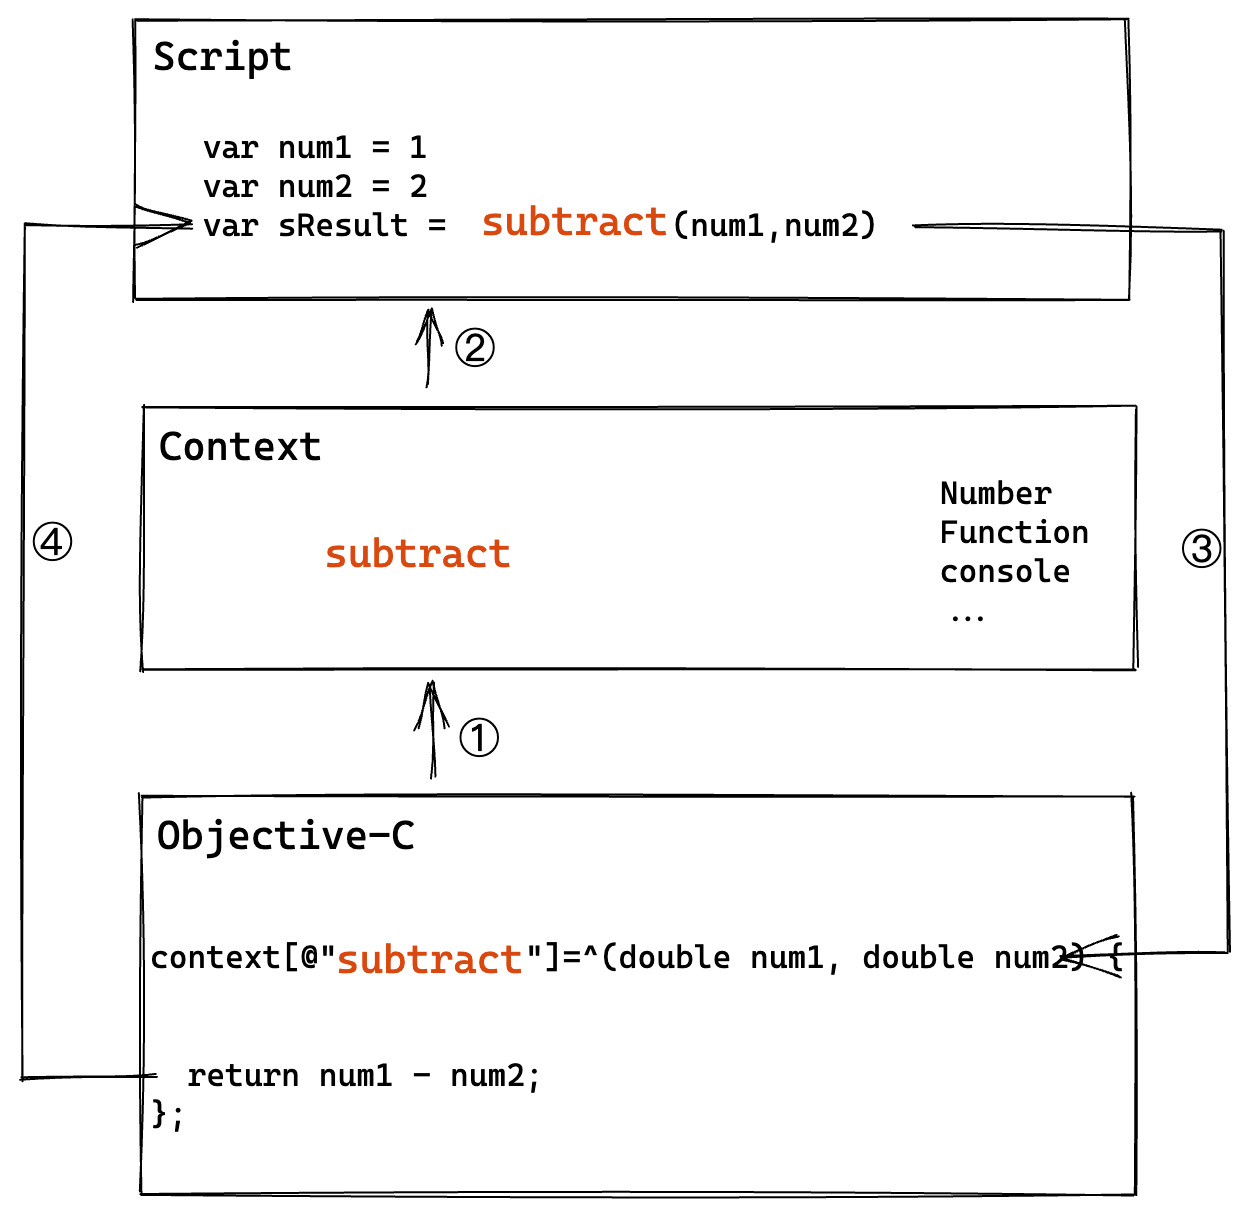 Script
var num1 = 1
var num2 = 2
var sResult = subtract(num1,num2)
②
Context
Number
Function
console
...
subtract
④
③
①
Objective-C
context[@"subtract"]=^(double num1, double num2) {
return num1 - num2;
};